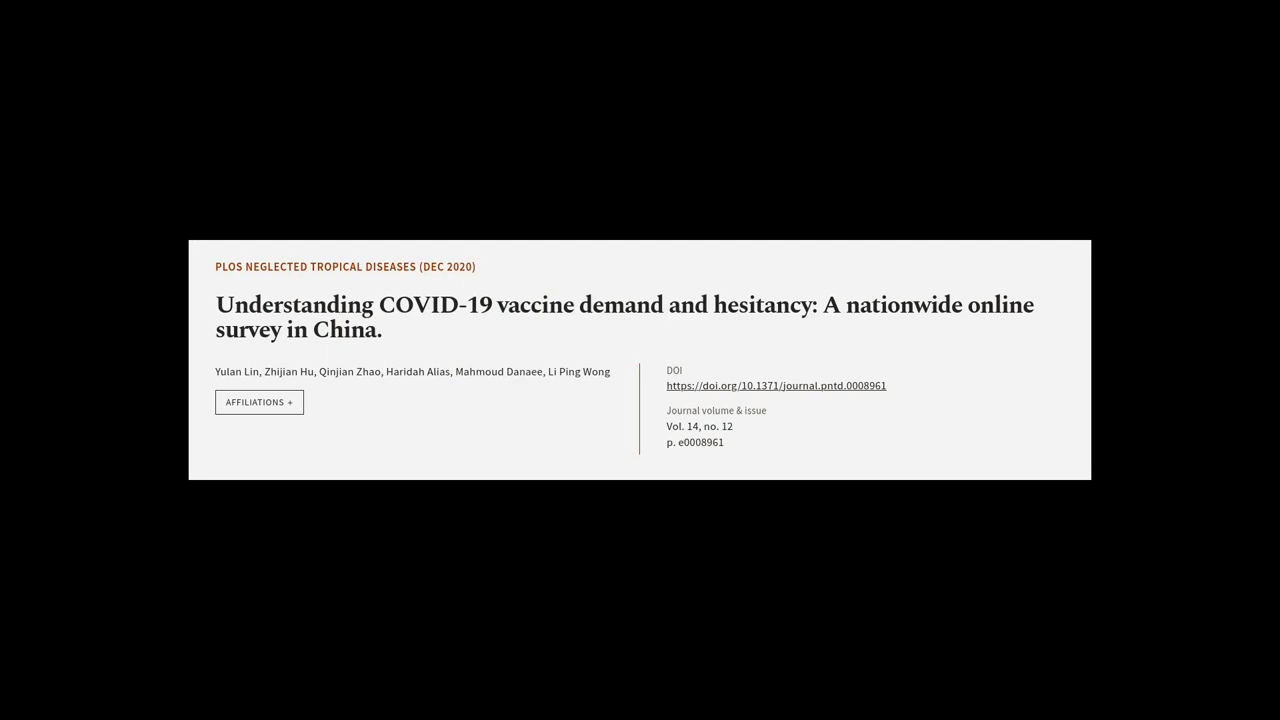 PLOS NEGLECTED TROPICAL DISEASES (DEC 2020)
Understanding COVID-19 vaccine demand and hesitancy: A nationwide online
survey in China.
Yulan Lin, Zhijian Hu, Qinjian Zhao, Haridah Alias, Mahmoud Danaee, Li Ping Wong
AFFILIATIONS +
DOI
https://doi.org/10.1371/journal.pntd.0008961
Journal volume & issue
Vol. 14, no. 12
p. e0008961